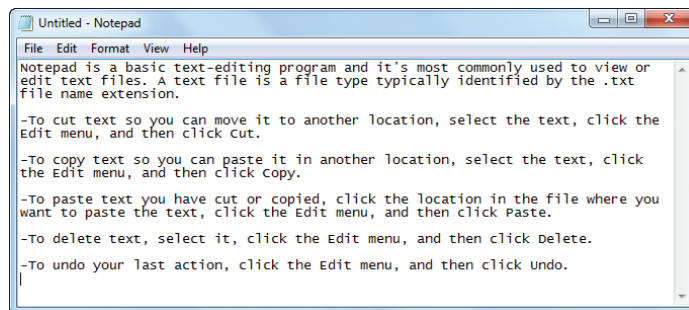 Untitled - Notepad
File Edit Format View Help
Notepad is a basic text-editing program and it's most commonly used to view or
edit text files. A text file is a file type typically identified by the .txt
file name extension.
-To cut text so you can move it to another location, select the text, click the
Edit menu, and then click Cut.
-To copy text so you can paste it in another location, select the text, click
the Edit menu, and then click Copy.
-To paste text you have cut or copied, click the location in the file where you
want to paste the text, click the Edit menu, and then click Paste.
-To delete text, select it, click the Edit menu, and then click Delete.
-To undo your last action, click the Edit menu, and then click Undo.